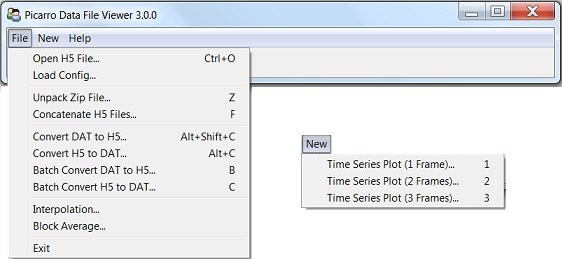 Picarro Data File Viewer 3.0.0
File New Help
Open H5 File... Ctrl+O
Load Config...
Unpack Zip File... Z
Concatenate H5 Files... F
Convert DAT to H5... Alt+Shift+C
Convert H5 to DAT... Alt+C
Batch Convert DAT to H5... B
Batch Convert H5 to DAT... C
Interpolation...
Block Average...
Exit
New
Time Series Plot (1 Frame)... 1
Time Series Plot (2 Frames)... 2
Time Series Plot (3 Frames)... 3